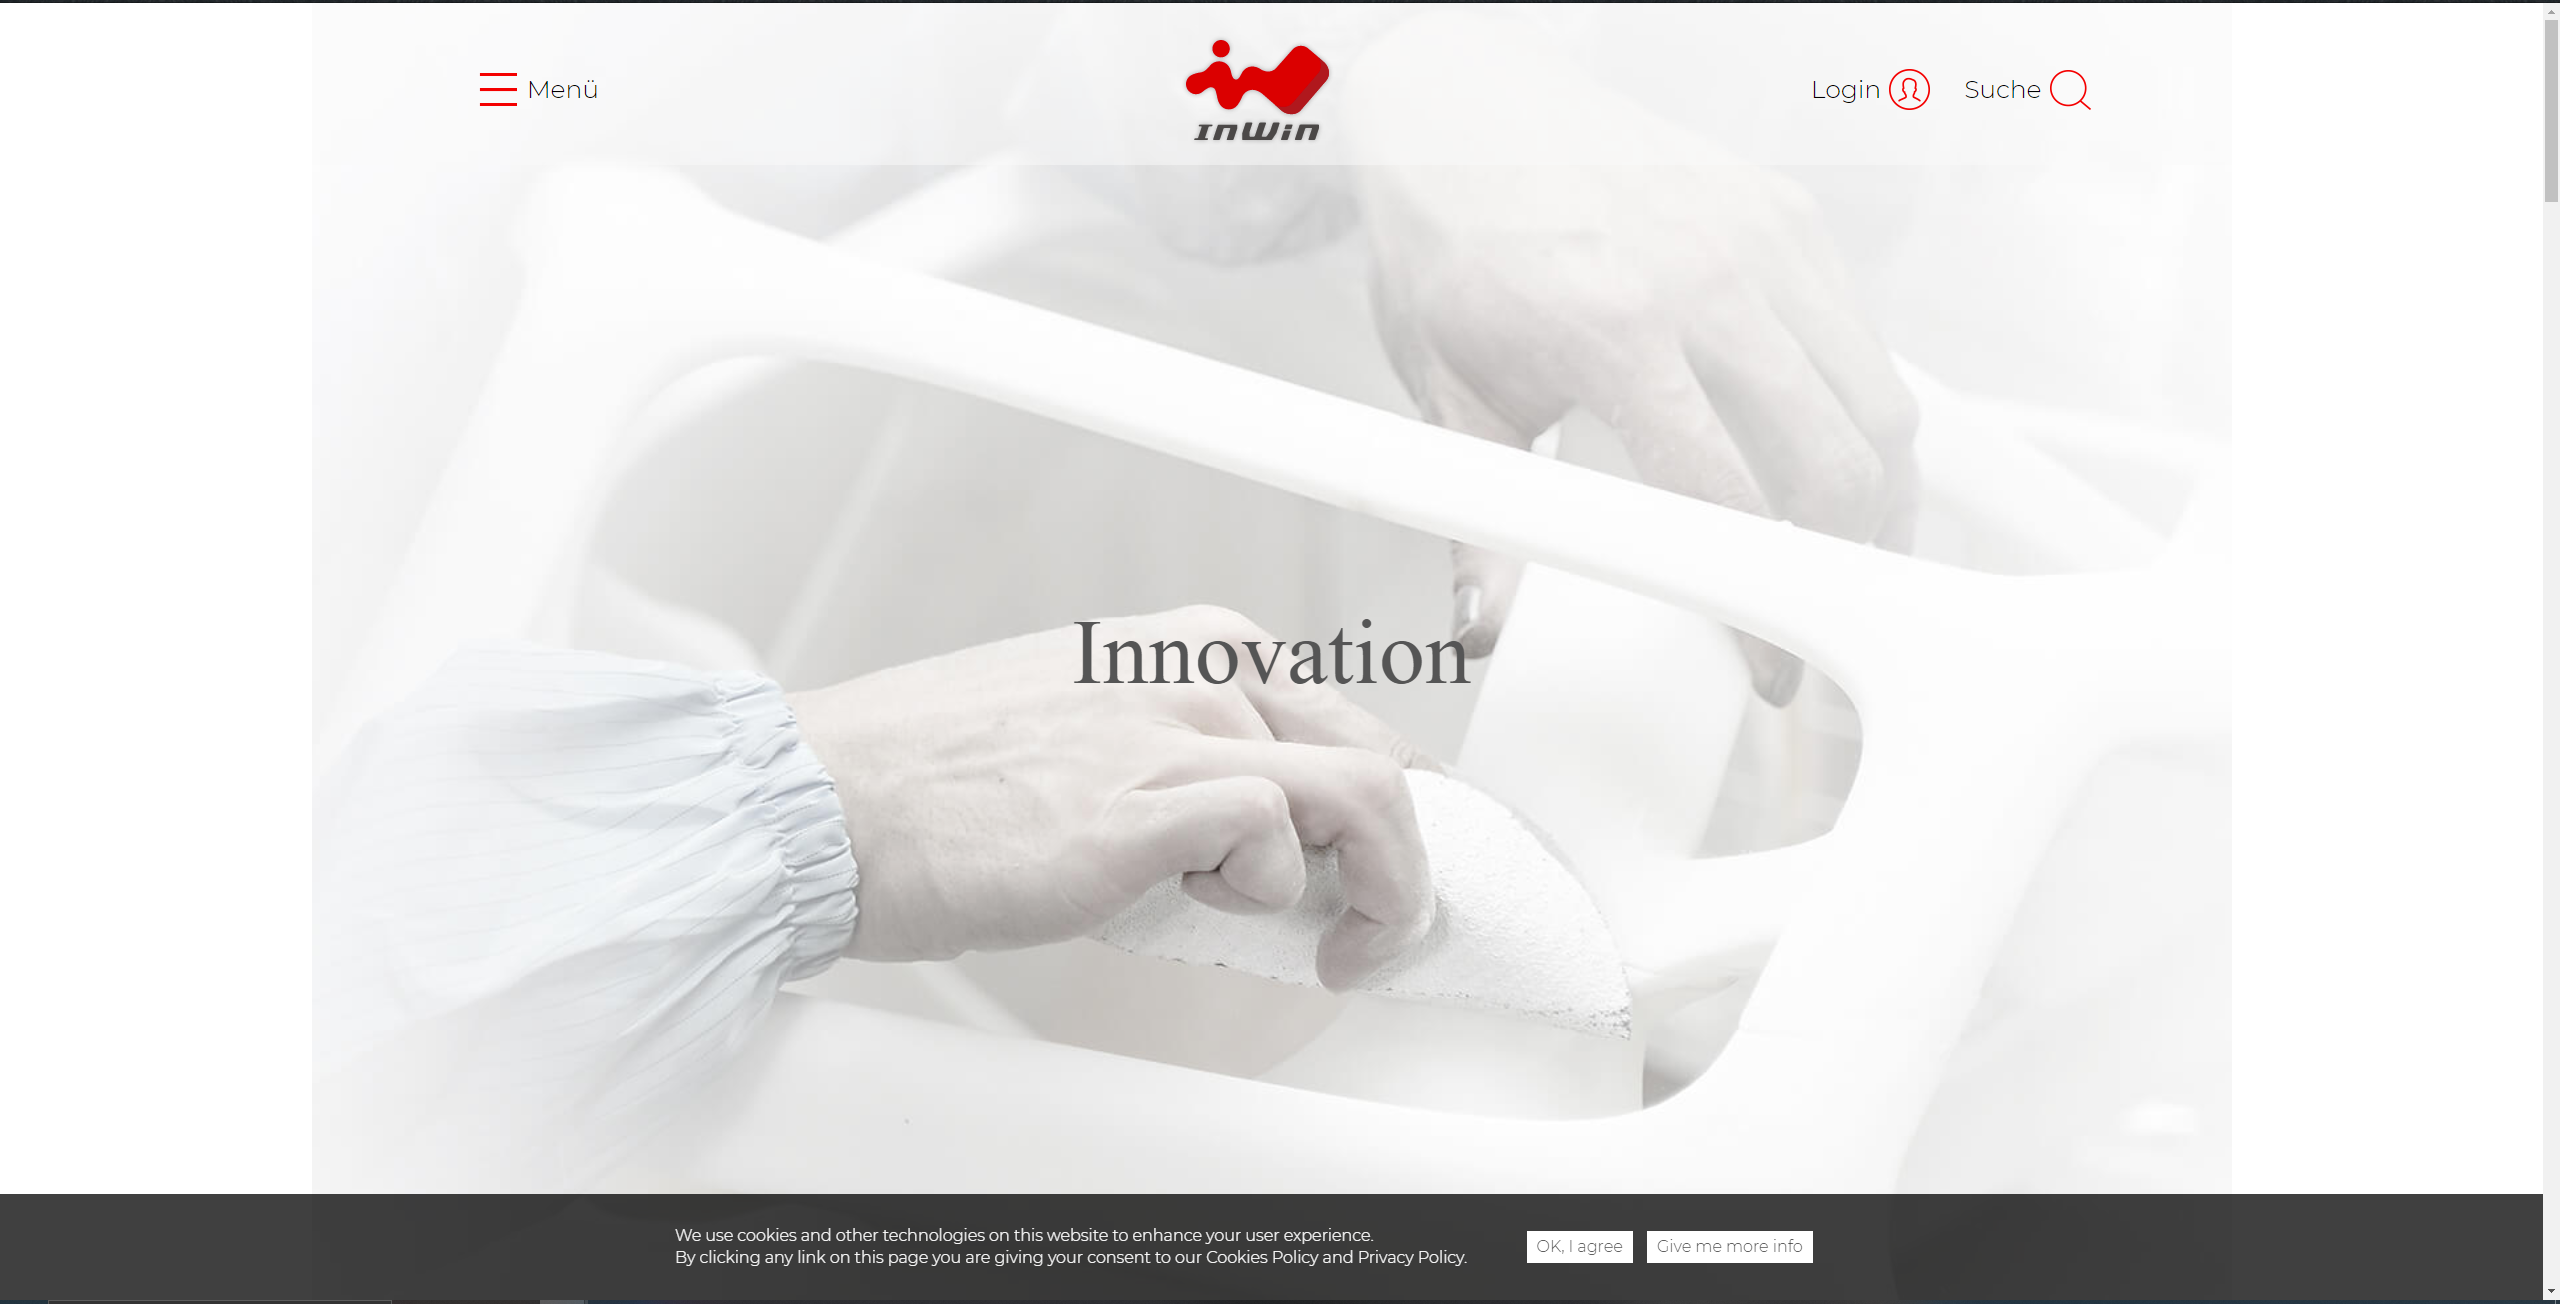 Menü
InWin
Login
Suche
Innovation
We use cookies and other technologies on this website to enhance your user experience.
By clicking any link on this page you are giving your consent to our Cookies Policy and Privacy Policy.
OK, I agree
Give me more info